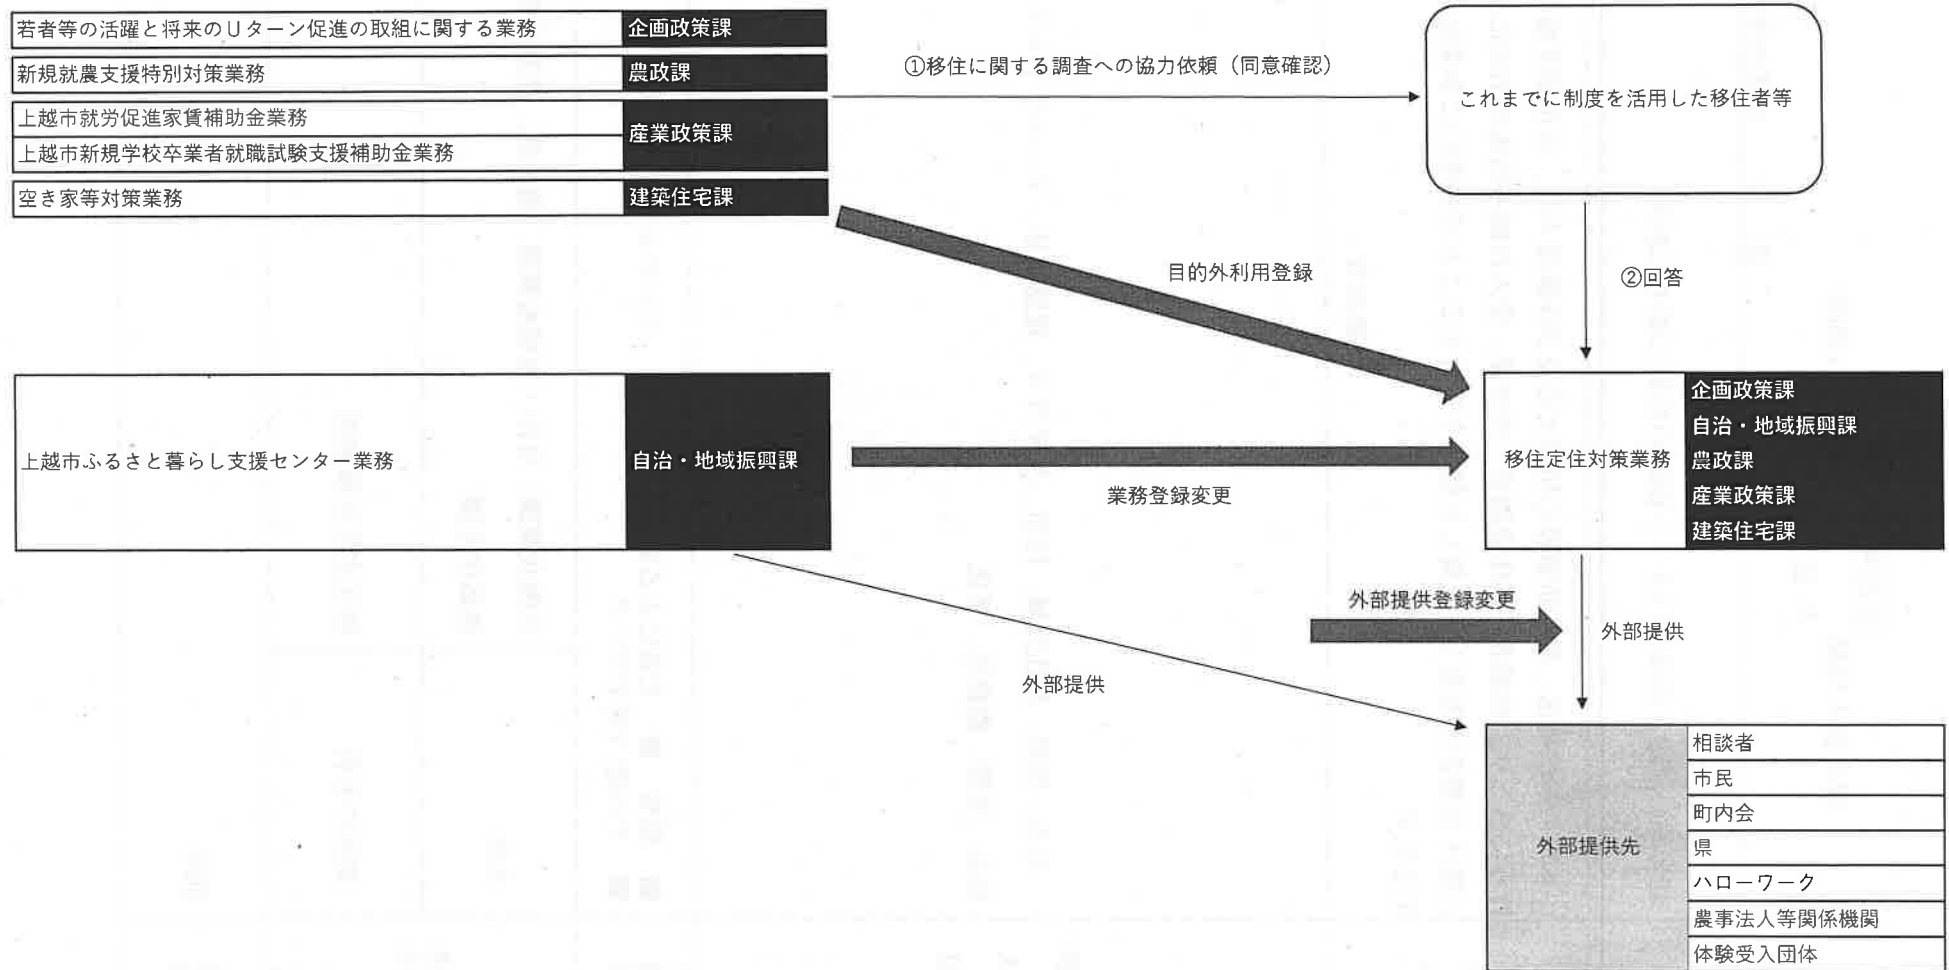 若者等の活躍と将来のUターン促進の取組に関する業務 企画政策課
新規就農支援特別対策業務 農政課
上越市就労促進家賃補助金業務
産業政策課
上越市新規学校卒業者就職試験支援補助金業務
空き家等対策業務 建築住宅課
①移住に関する調査への協力依頼（同意確認）
これまでに制度を活用した移住者等
目的外利用登録
②回答
上越市ふるさと暮らし支援センター業務 自治・地域振興課
業務登録変更
移住定住対策業務
企画政策課
自治・地域振興課
農政課
産業政策課
建築住宅課
外部提供登録変更
外部提供
外部提供
外部提供先
相談者
市民
町内会
県
ハローワーク
農事法人等関係機関
体験受入団体